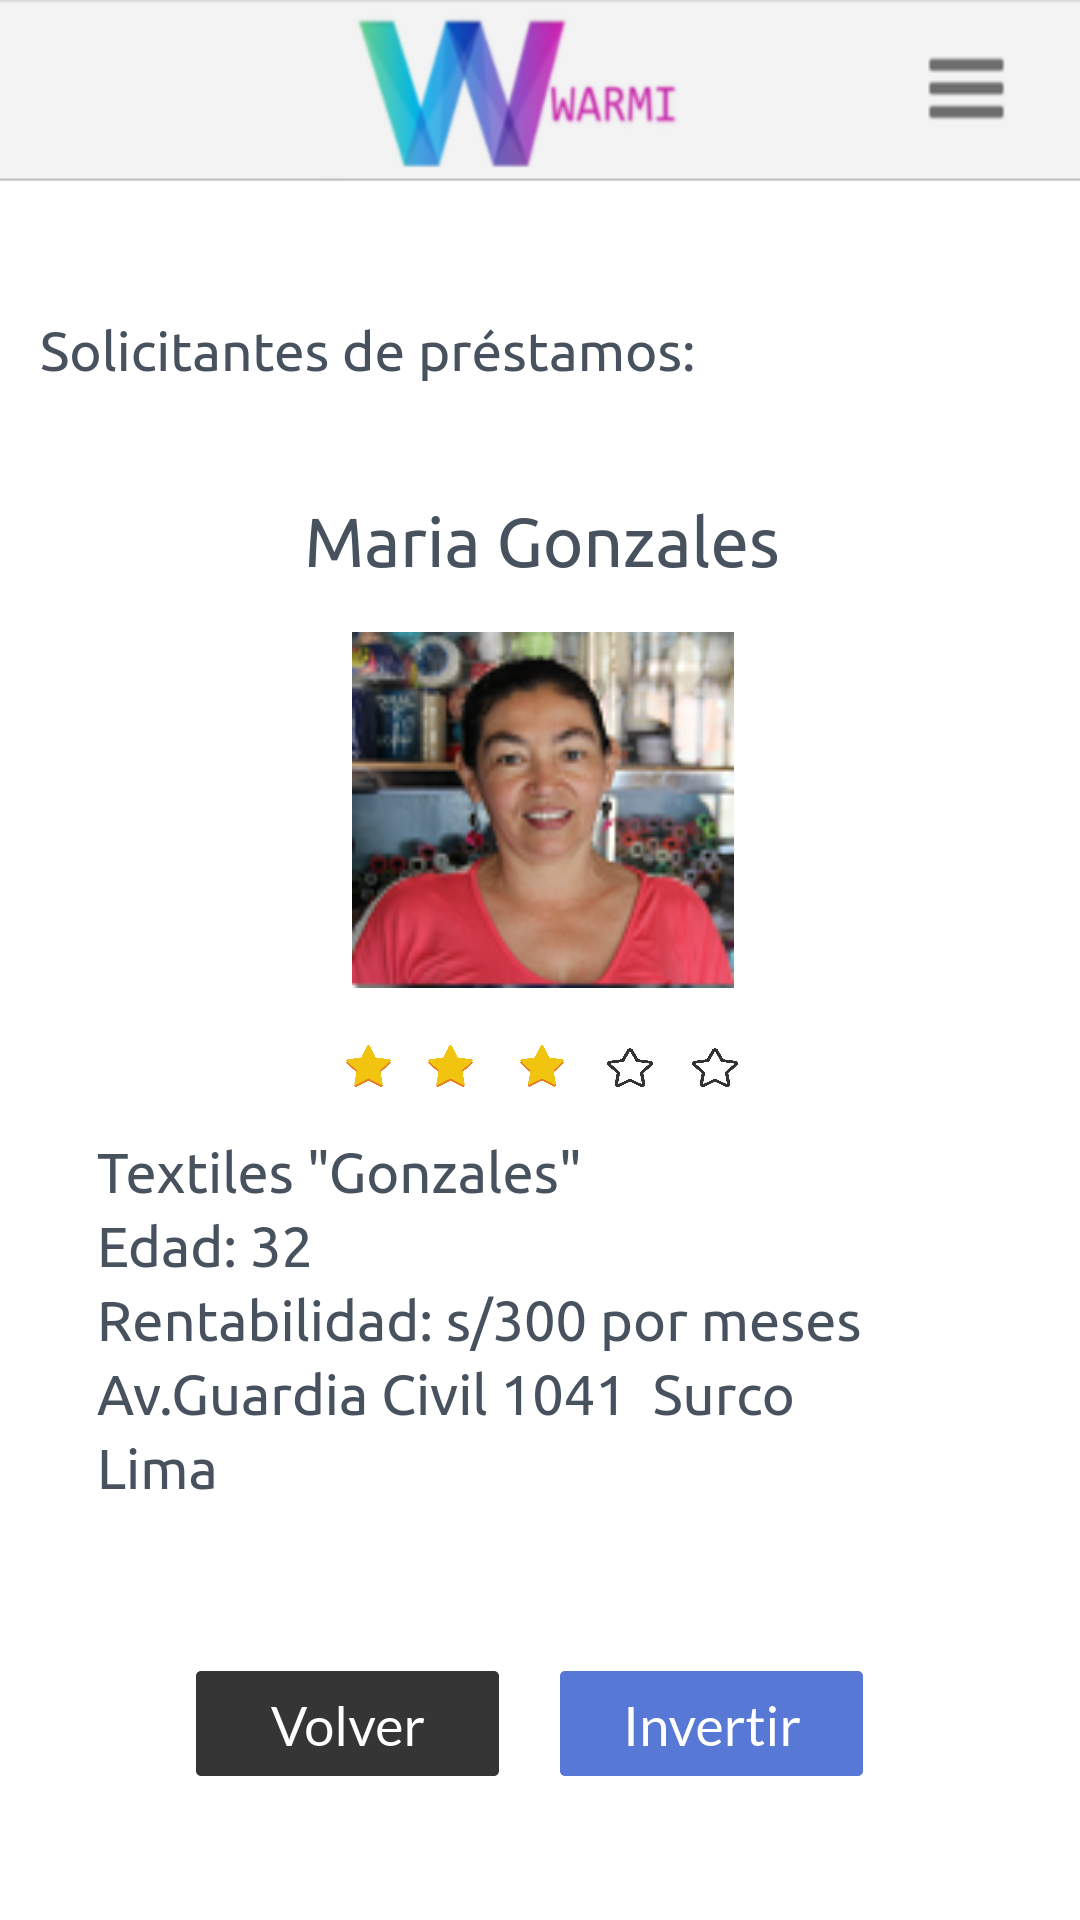 WARMI
Solicitantes de préstamos:
Maria Gonzales
Textiles "Gonzales"
Edad: 32
Rentabilidad: s/300 por meses
Av.Guardia Civil 1041  Surco
Lima
Volver
Invertir